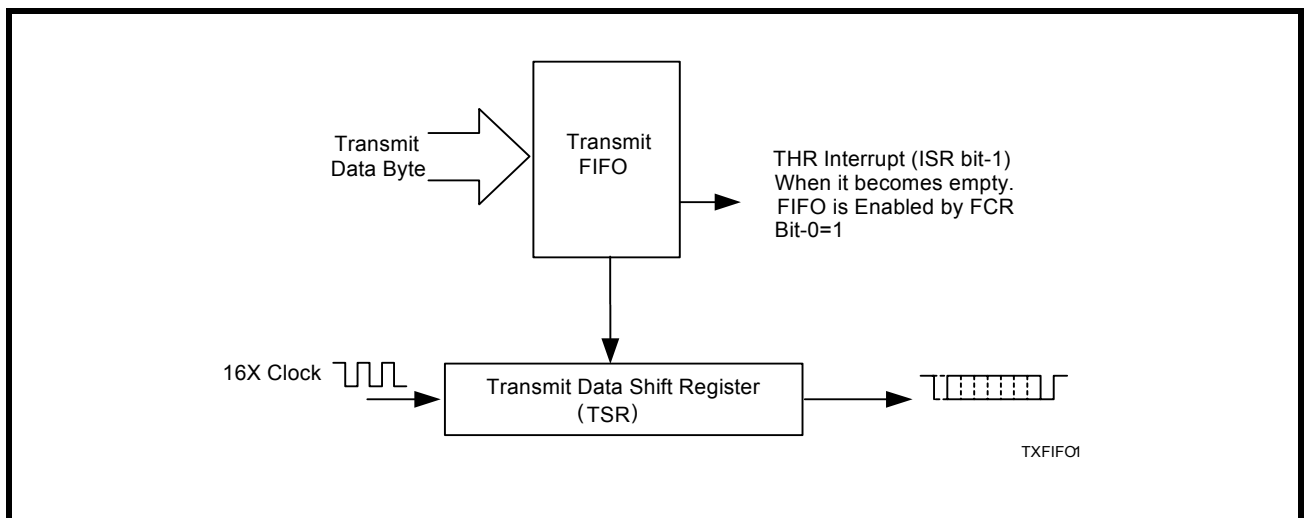 Transmit
Data Byte
Transmit
FIFO
THR Interrupt (ISR bit-1)
When it becomes empty.
FIFO is Enabled by FCR
Bit-0=1
16X Clock
Transmit Data Shift Register
(TSR)
TXFIFO1